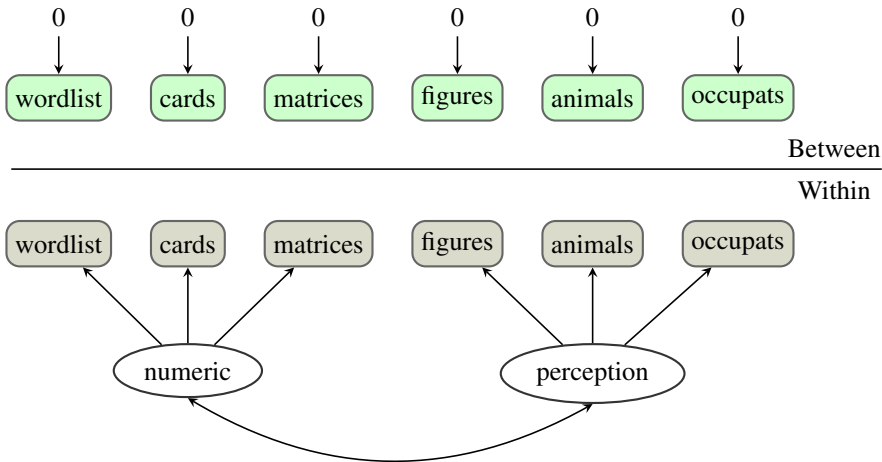 0 0 0 0 0 0
wordlist cards matrices figures animals occupats
Between
Within
wordlist cards matrices figures animals occupats
numeric perception